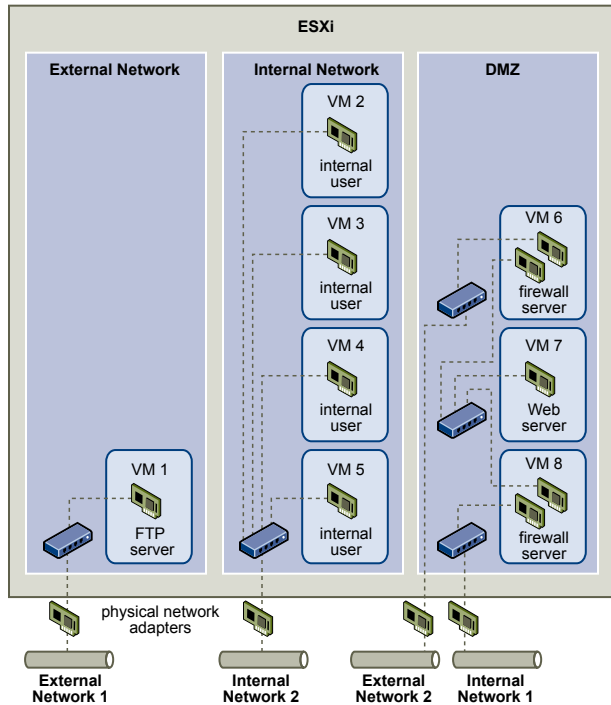 ESXi
External Network
Internal Network
DMZ
VM 2
internal
user
VM 3
internal
user
VM 4
internal
user
VM 5
internal
user
VM 1
FTP
server
VM 6
firewall
server
VM 7
Web
server
VM 8
firewall
server
physical network
adapters
External
Network 1
Internal
Network 2
External
Network 2
Internal
Network 1